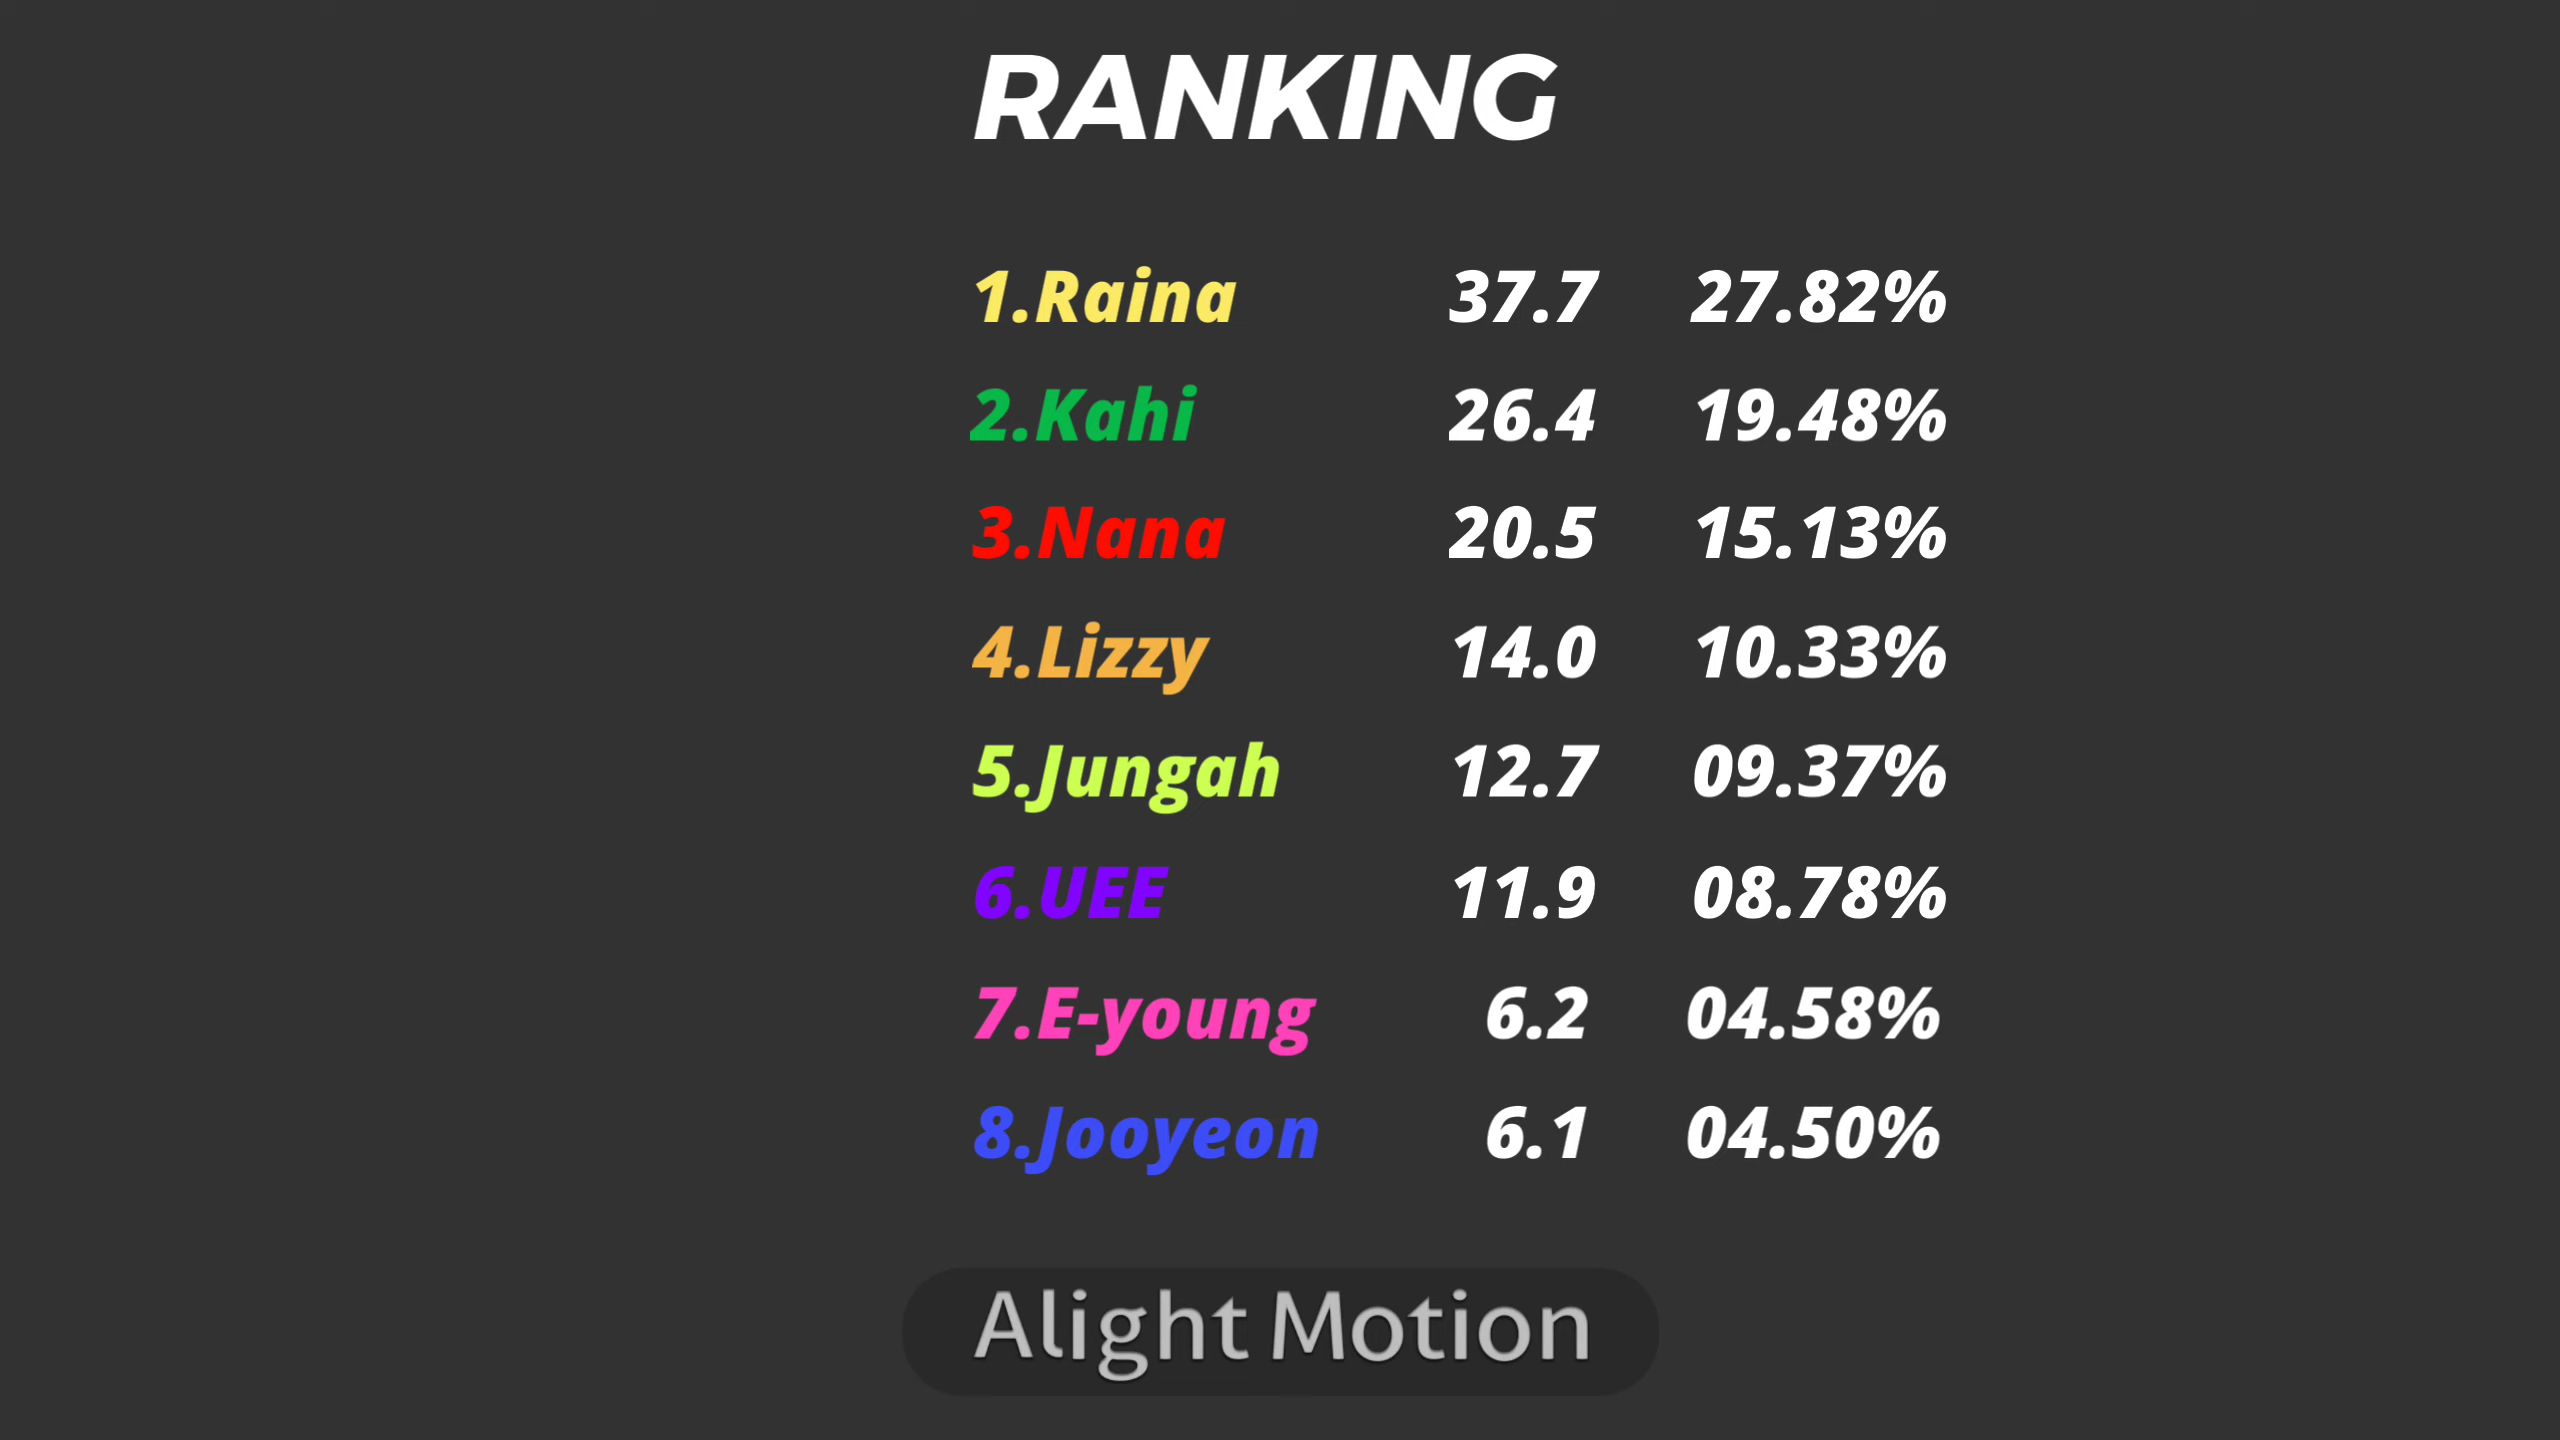 RANKING
1.Raina 37.7 27.82%
2.Kahi 26.4 19.48%
3.Nana 20.5 15.13%
4.Lizzy 14.0 10.33%
5.Jungah 12.7 09.37%
6.UEE 11.9 08.78%
7.E-young 6.2 04.58%
8.Jooyeon 6.1 04.50%
Alight Motion